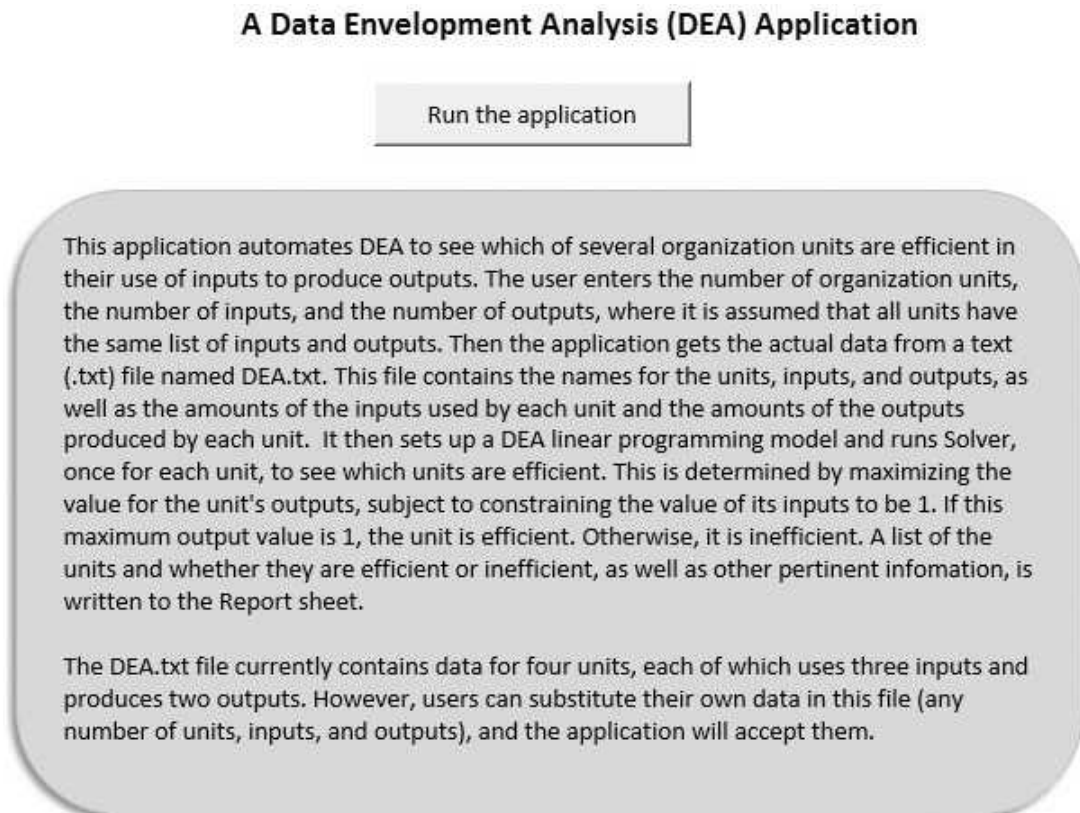 A Data Envelopment Analysis (DEA) Application
Run the application
This application automates DEA to see which of several organization units are efficient in
their use of inputs to produce outputs. The user enters the number of organization units,
the number of inputs, and the number of outputs, where it is assumed that all units have
the same list of inputs and outputs. Then the application gets the actual data from a text
(.txt) file named DEA.txt. This file contains the names for the units, inputs, and outputs, as
well as the amounts of the inputs used by each unit and the amounts of the outputs
produced by each unit.  It then sets up a DEA linear programming model and runs Solver,
once for each unit, to see which units are efficient. This is determined by maximizing the
value for the unit's outputs, subject to constraining the value of its inputs to be 1. If this
maximum output value is 1, the unit is efficient. Otherwise, it is inefficient. A list of the
units and whether they are efficient or inefficient, as well as other pertinent infomation, is
written to the Report sheet.
The DEA.txt file currently contains data for four units, each of which uses three inputs and
produces two outputs. However, users can substitute their own data in this file (any
number of units, inputs, and outputs), and the application will accept them.